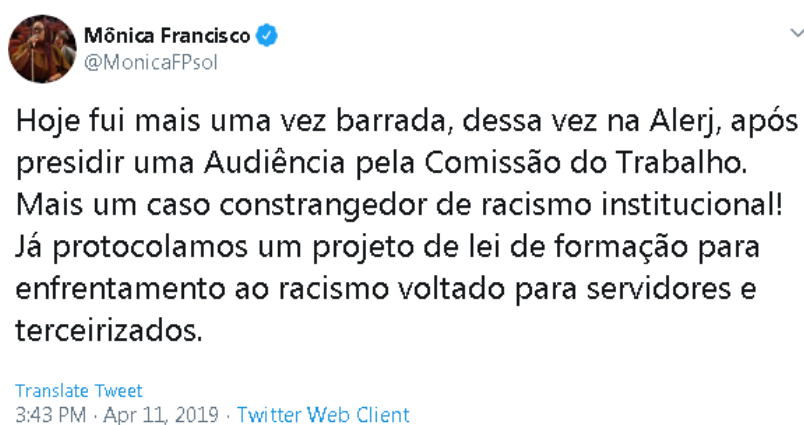 Mônica Francisco
@MonicaFPsol
Hoje fui mais uma vez barrada, dessa vez na Alerj, após
presidir uma Audiência pela Comissão do Trabalho.
Mais um caso constrangedor de racismo institucional!
Já protocolamos um projeto de lei de formação para
enfrentamento ao racismo voltado para servidores e
terceirizados.
Translate Tweet
3:43 PM · Apr 11, 2019 · Twitter Web Client